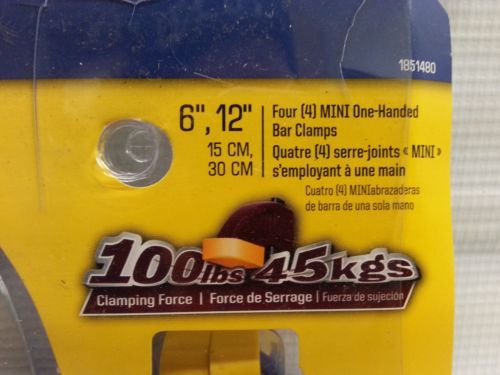 1851480
6", 12"
15 CM,
30 CM
Four (4) MINI One-Handed
Bar Clamps
Quatre (4) serre-joints « MINI »
s'employant à une main
Cuatro (4) MINIabrazaderas
de barra de una sola mano
100lbs 45kgs
Clamping Force | Force de Serrage | Fuerza de sujeción